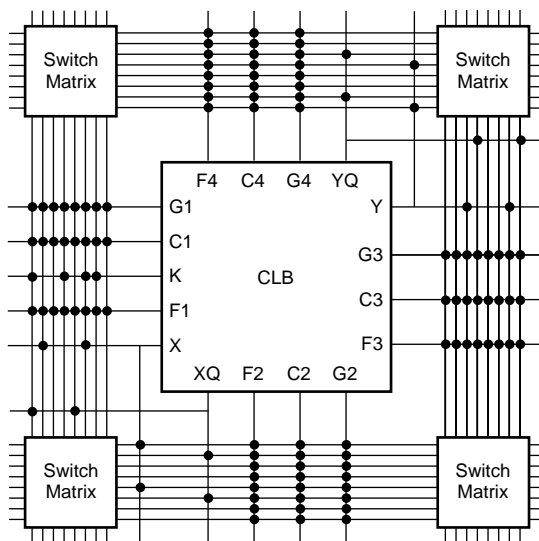 Switch
Matrix
Switch
Matrix
F4 C4 G4 YQ
G1
Y
C1
G3
K
CLB
C3
F1
F3
X
XQ F2 C2 G2
Switch
Matrix
Switch
Matrix